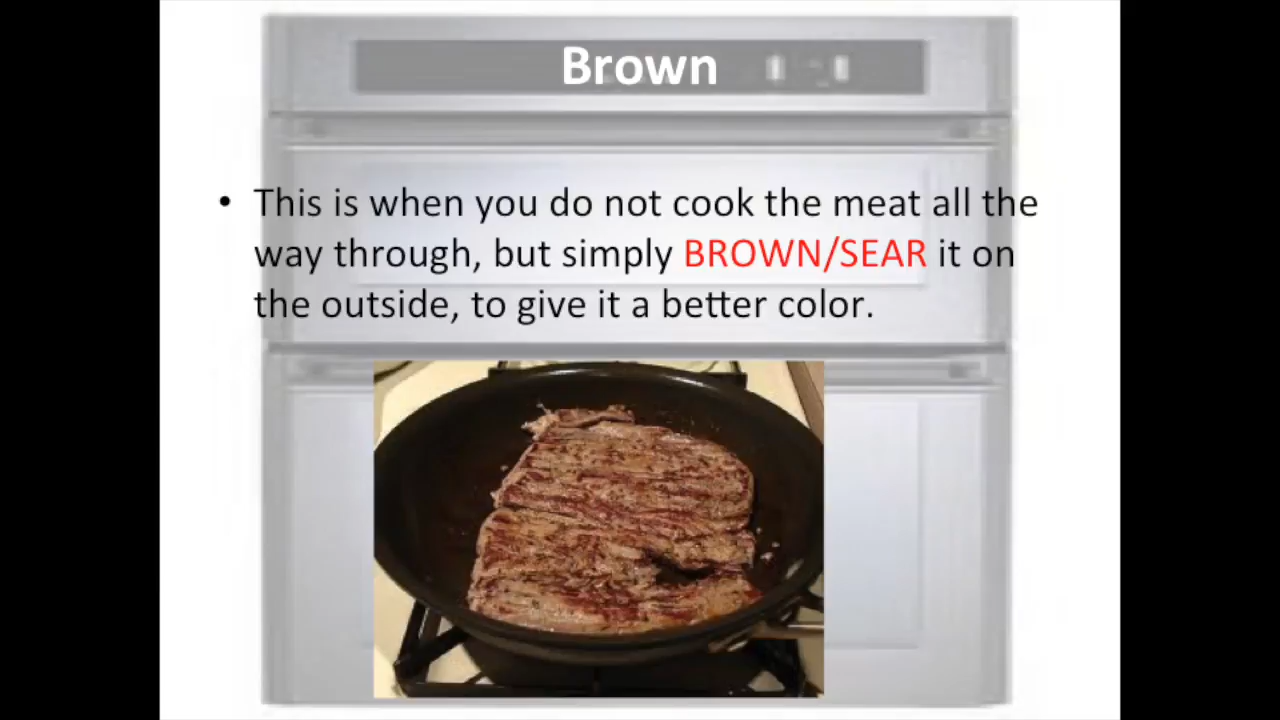 Brown
• This is when you do not cook the meat all the
way through, but simply BROWN/SEAR it on
the outside, to give it a better color.